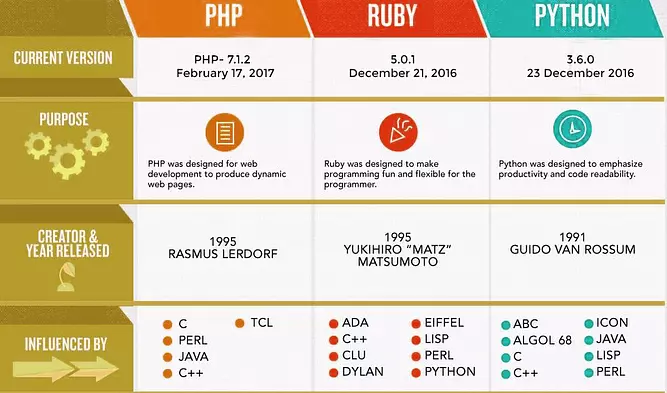 PHP
RUBY
PYTHON
CURRENT VERSION
PHP- 7.1.2
February 17, 2017
5.0.1
December 21, 2016
3.6.0
23 December 2016
PURPOSE
PHP was designed for web
development to produce dynamic
web pages.
Ruby was designed to make
programming fun and flexible for the
programmer.
Python was designed to emphasize
productivity and code readability.
CREATOR &
YEAR RELEASED
1995
RASMUS LERDORF
1995
YUKIHIRO “MATZ”
MATSUMOTO
1991
GUIDO VAN ROSSUM
INFLUENCED BY
C
PERL
JAVA
C++
TCL
ADA
C++
CLU
DYLAN
EIFFEL
LISP
PERL
PYTHON
ABC
ALGOL 68
C
C++
ICON
JAVA
LISP
PERL